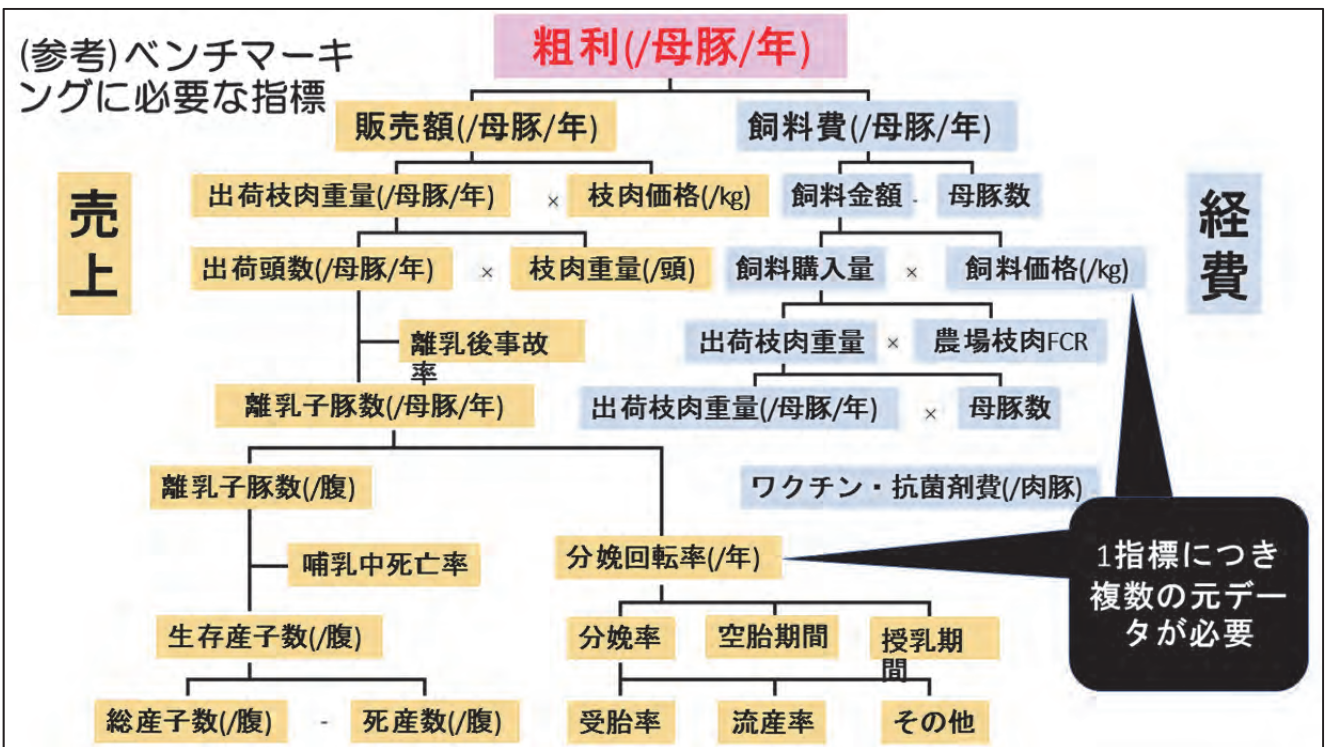 (参考)ベンチマーキ
ングに必要な指標
粗利(/母豚/年)
販売額(/母豚/年)
飼料費(/母豚/年)
売
上
出荷枝肉重量(/母豚/年) × 枝肉価格(/kg)
飼料金額 - 母豚数
経
費
出荷頭数(/母豚/年) × 枝肉重量(/頭)
飼料購入量 × 飼料価格(/kg)
離乳後事故
率
出荷枝肉重量 × 農場枝肉FCR
離乳子豚数(/母豚/年)
出荷枝肉重量(/母豚/年) × 母豚数
離乳子豚数(/腹)
ワクチン・抗菌剤費(/肉豚)
哺乳中死亡率
分娩回転率(/年)
1指標につき
複数の元デー
タが必要
生存産子数(/腹)
分娩率
空胎期間
授乳期
間
総産子数(/腹) - 死産数(/腹)
受胎率
流産率
その他